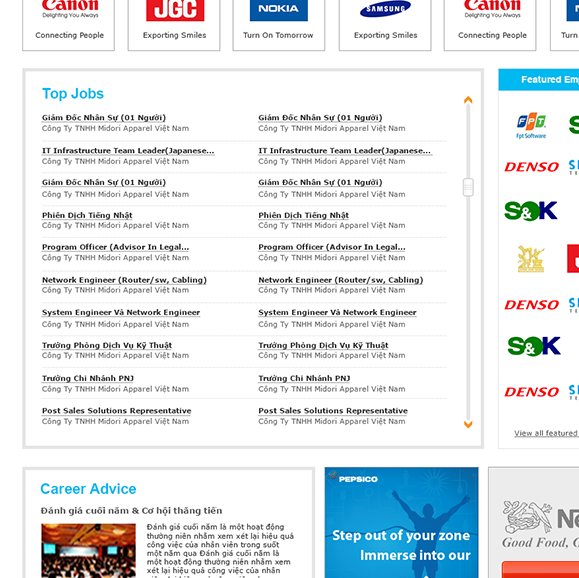 Canon
Delighting You Always
JGC
NOKIA
SAMSUNG
Canon
Delighting You Always
Connecting People
Exporting Smiles
Turn On Tomorrow
Exporting Smiles
Connecting People
Top Jobs
Featured
Giám Đốc Nhân Sự (01 Người)
Công Ty TNHH Midori Apparel Việt Nam
Giám Đốc Nhân Sự (01 Người)
Công Ty TNHH Midori Apparel Việt Nam
IT Infrastructure Team Leader(Japanese...
Công Ty TNHH Midori Apparel Việt Nam
IT Infrastructure Team Leader(Japanese...
Công Ty TNHH Midori Apparel Việt Nam
Giám Đốc Nhân Sự (01 Người)
Công Ty TNHH Midori Apparel Việt Nam
Giám Đốc Nhân Sự (01 Người)
Công Ty TNHH Midori Apparel Việt Nam
Phiên Dịch Tiếng Nhật
Công Ty TNHH Midori Apparel Việt Nam
Phiên Dịch Tiếng Nhật
Công Ty TNHH Midori Apparel Việt Nam
Program Officer (Advisor In Legal...
Công Ty TNHH Midori Apparel Việt Nam
Program Officer (Advisor In Legal...
Công Ty TNHH Midori Apparel Việt Nam
Network Engineer (Router/sw, Cabling)
Công Ty TNHH Midori Apparel Việt Nam
Network Engineer (Router/sw, Cabling)
Công Ty TNHH Midori Apparel Việt Nam
System Engineer Và Network Engineer
Công Ty TNHH Midori Apparel Việt Nam
System Engineer Và Network Engineer
Công Ty TNHH Midori Apparel Việt Nam
Trưởng Phòng Dịch Vụ Kỹ Thuật
Công Ty TNHH Midori Apparel Việt Nam
Trưởng Phòng Dịch Vụ Kỹ Thuật
Công Ty TNHH Midori Apparel Việt Nam
Trưởng Chi Nhánh PNJ
Công Ty TNHH Midori Apparel Việt Nam
Trưởng Chi Nhánh PNJ
Công Ty TNHH Midori Apparel Việt Nam
Post Sales Solutions Representative
Công Ty TNHH Midori Apparel Việt Nam
Post Sales Solutions Representative
Công Ty TNHH Midori Apparel Việt Nam
FPT
Fpt Software
DENSO
S&OK
DENSO
S&OK
DENSO
View all featured
Career Advice
Đánh giá cuối năm & Cơ hội thăng tiến
Đánh giá cuối năm là một hoạt động
thường niên nhằm xem xét lại hiệu quả
công việc của nhân viên trong suốt
một năm qua Đánh giá cuối năm là
một hoạt động thường niên nhằm xem
xét lại hiệu quả công việc của nhân
PEPSICO
Step out of your zone
Immerse into our
Good Food,